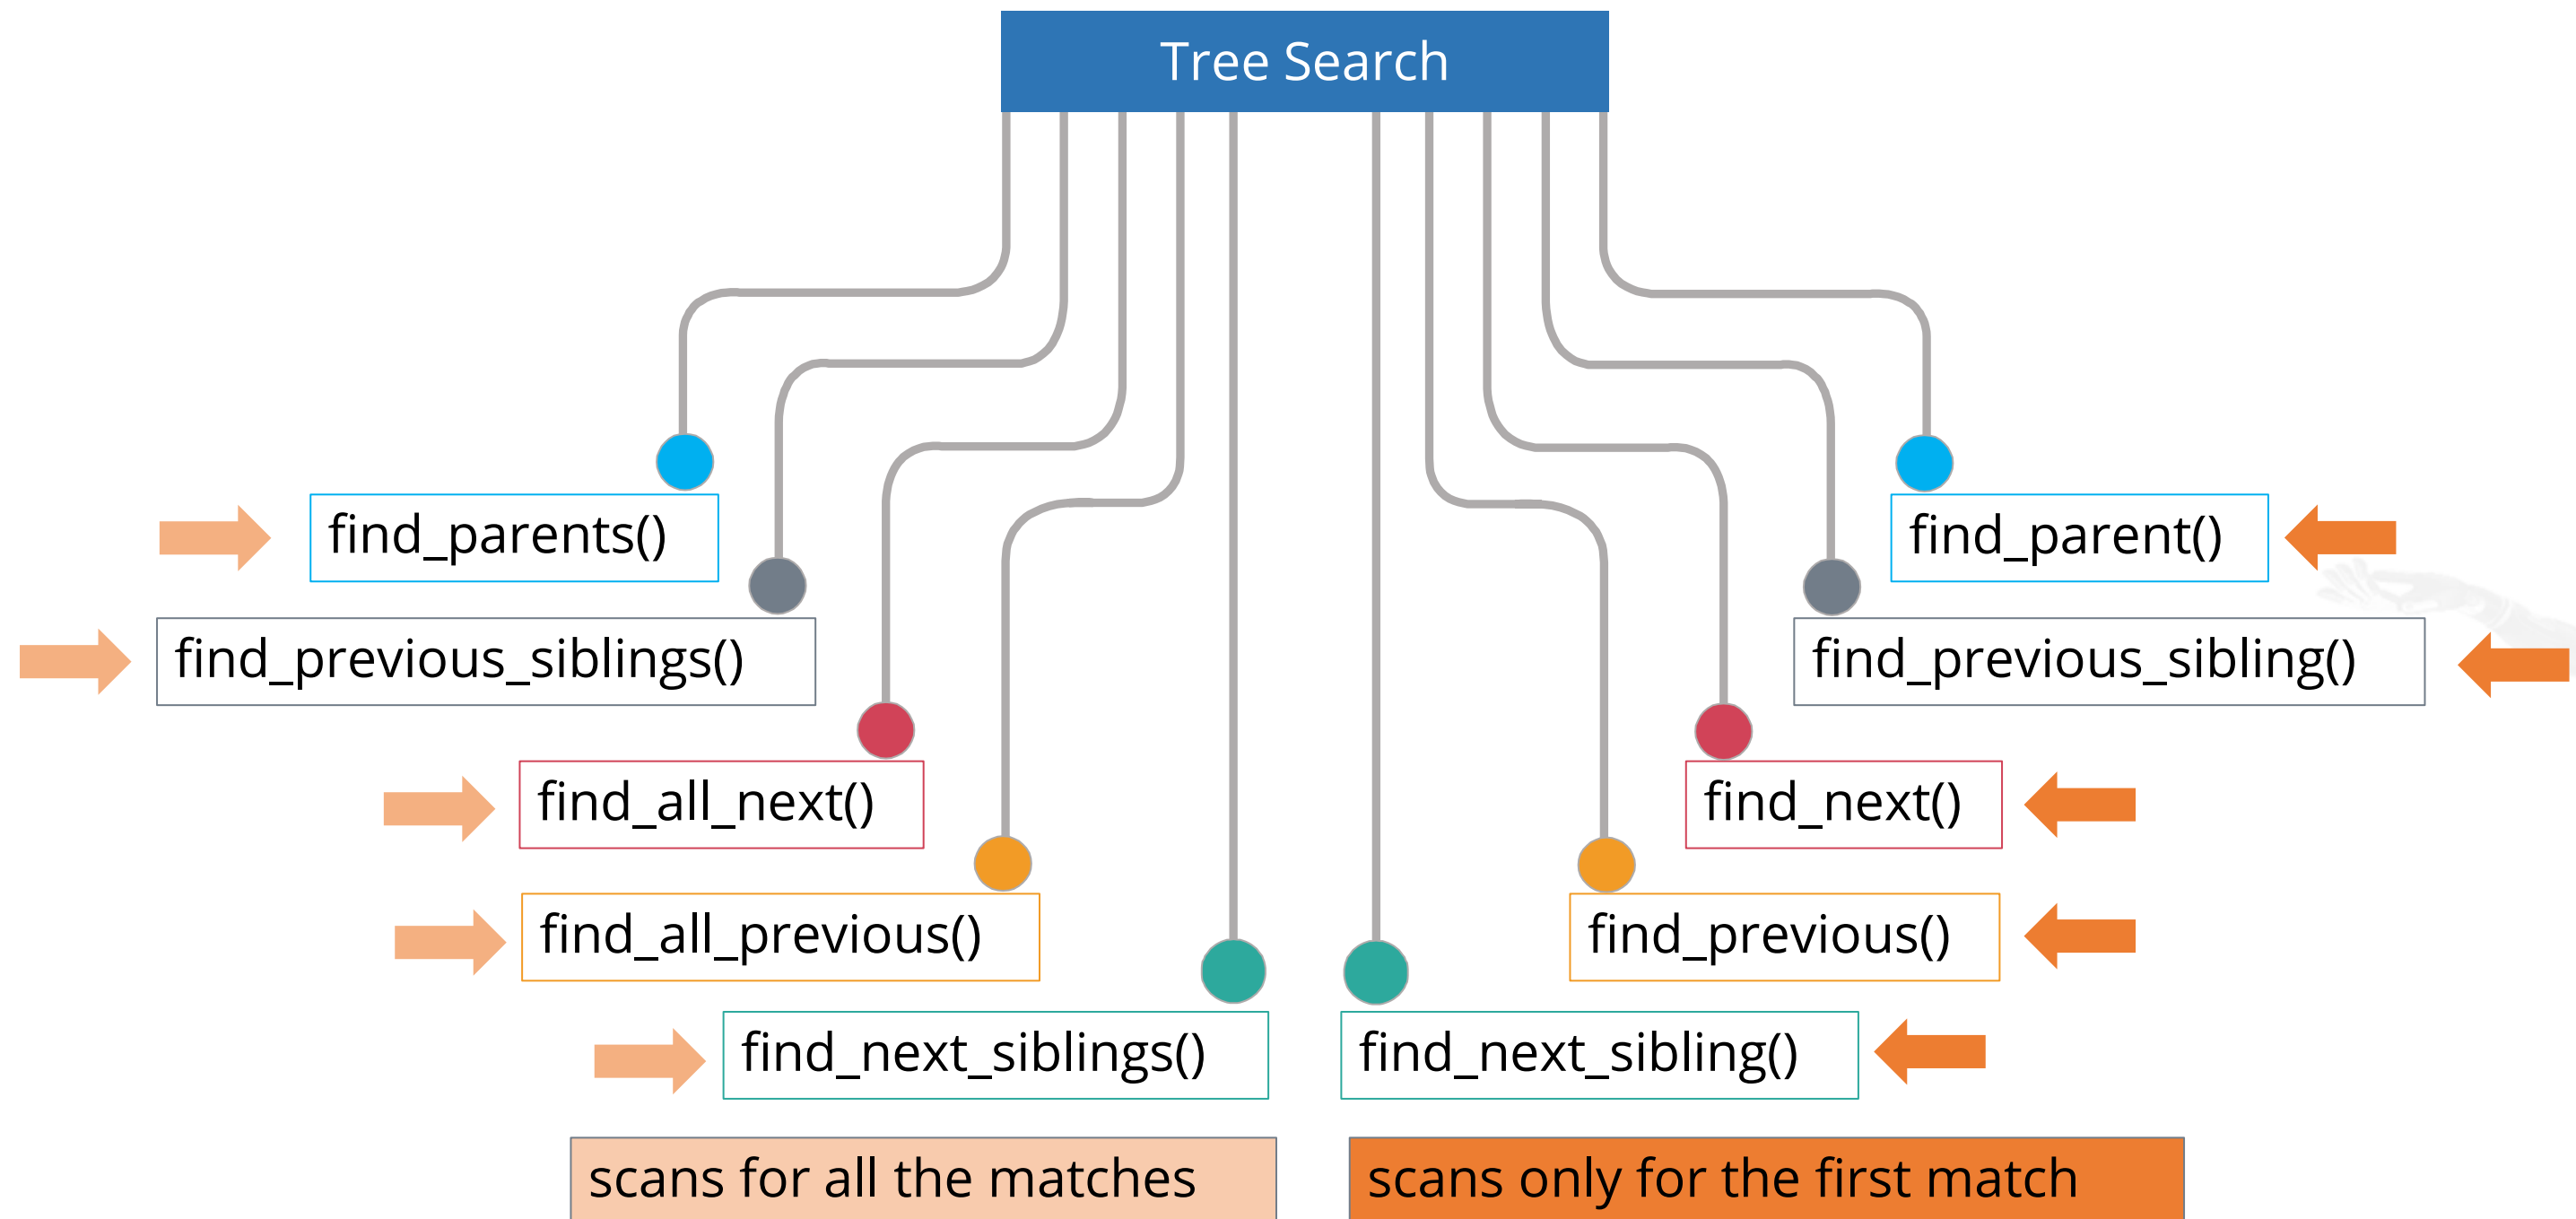 Tree Search
find_parents()
find_parent()
find_previous_siblings()
find_previous_sibling()
find_all_next()
find_next()
find_all_previous()
find_previous()
find_next_siblings()
find_next_sibling()
scans for all the matches
scans only for the first match